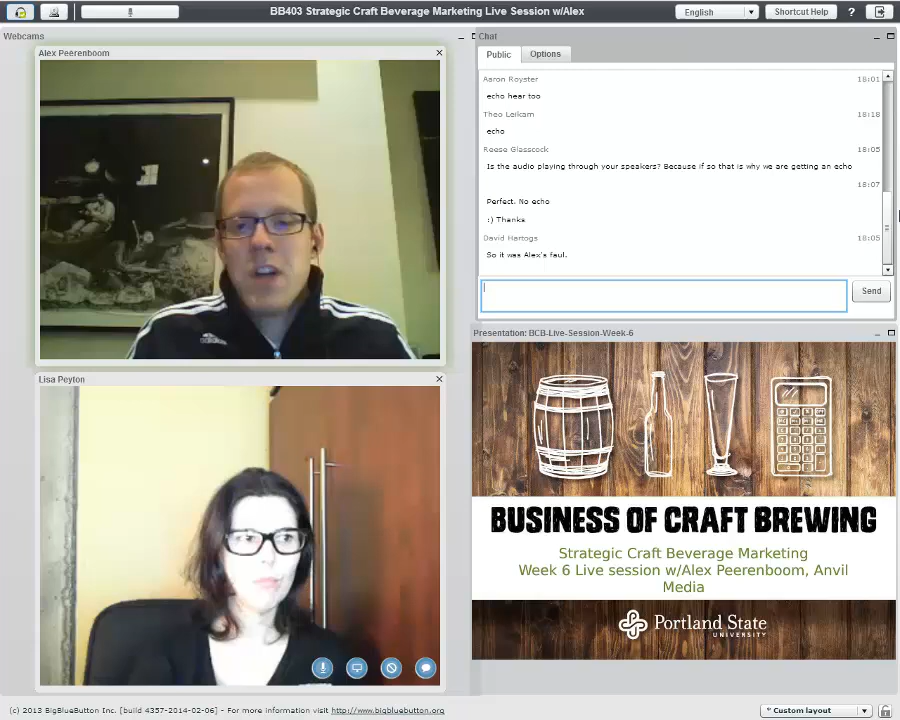 BB403 Strategic Craft Beverage Marketing Live Session w/Alex
English
Shortcut Help
?
Webcams
Alex Peerenboom
Lisa Peyton
Chat
Public
Options
Aaron Royster 18:01
echo hear too
Theo Leikam 18:18
echo
Reese Glasscock 18:05
Is the audio playing through your speakers? Because if so that is why we are getting an echo
18:07
Perfect. No echo
:) Thanks
David Hartogs 18:05
So it was Alex's faul.
Send
Presentation: BCB-Live-Session-Week-6
BUSINESS OF CRAFT BREWING
Strategic Craft Beverage Marketing
Week 6 Live session w/Alex Peerenboom, Anvil
Media
Portland State
UNIVERSITY
(c) 2013 BigBlueButton Inc. [build 4357-2014-02-06] - For more information visit http://www.bigbluebutton.org
* Custom layout